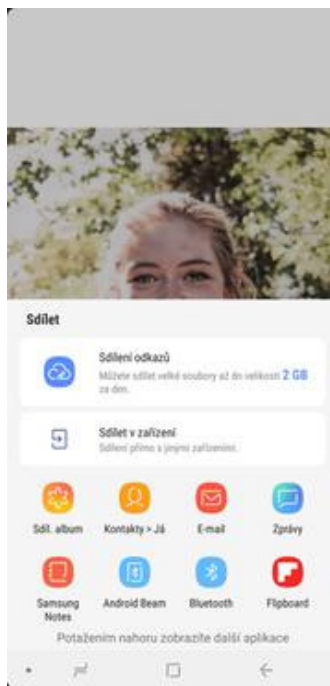 Sdílet
Sdílení odkazů
Můžete sdílet velké soubory až do velikosti 2 GB
za den.
Sdílet v zařízení
Sdílení přímo s jinými zařízeními.
Sdíl. album
Kontakty > Já
E-mail
Zprávy
Samsung
Notes
Android Beam
Bluetooth
Flipboard
Potažením nahoru zobrazíte další aplikace